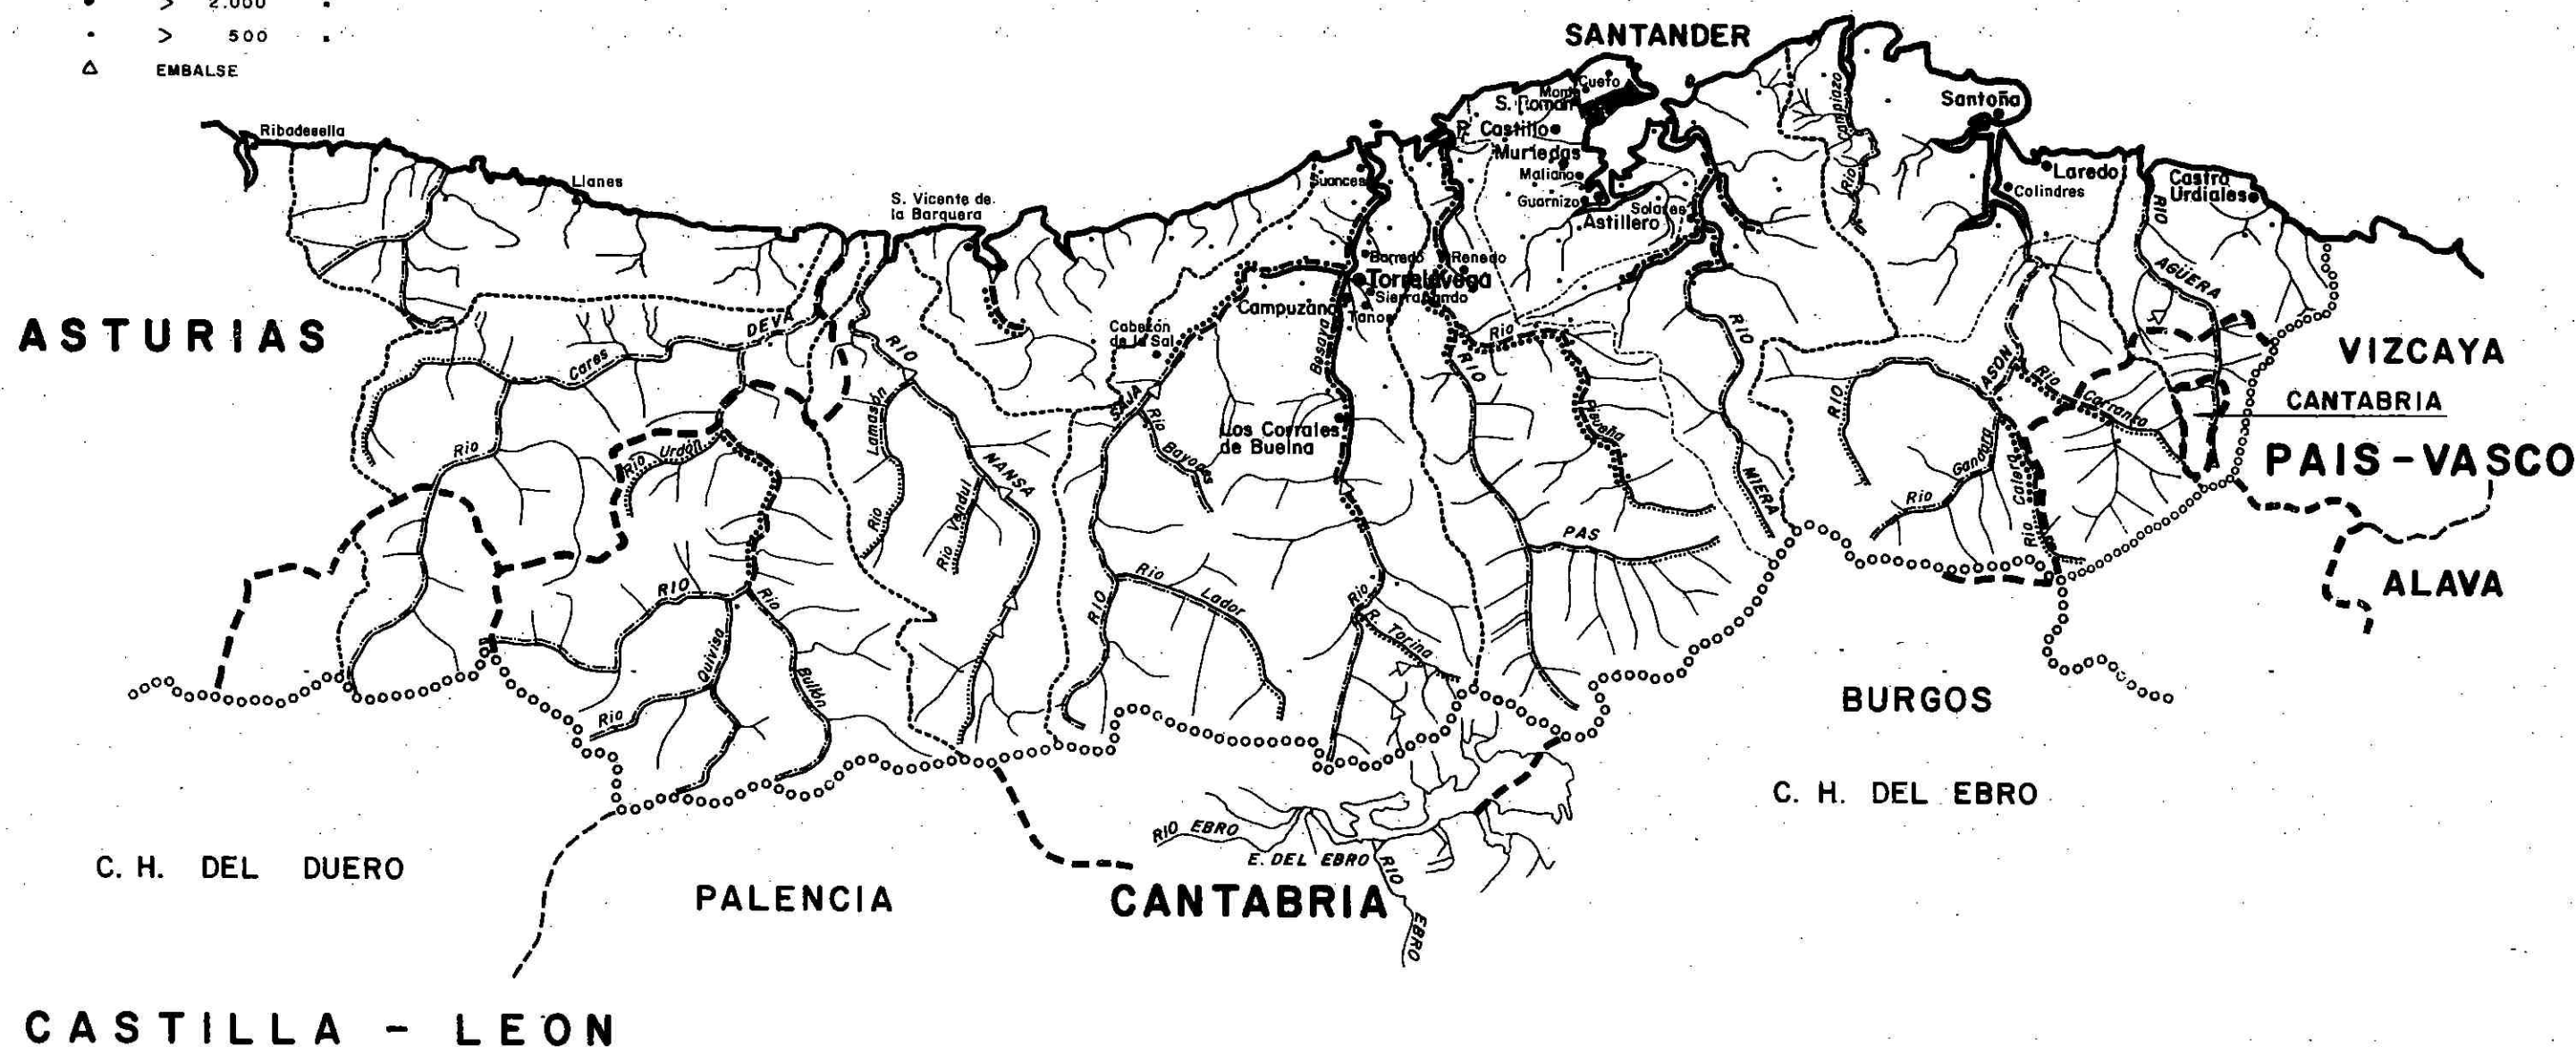 > 2.000
> 500
EMBALSE
SANTANDER
Cueto
Monte
S. Roman
P. Castillo
Muriedas
Maliaño
Guarnizo
Astillero
Solares
Rio Campiazo
Santoña
Laredo
Colindres
Castro
Urdiales
Ribadesella
Llanes
S. Vicente de
la Barquera
Suances
Barreda
Renedo
Torrelavega
Sierrapando
Campuzano
Tanos
Cabezón
de la Sal
Los Corrales
de Buelna
ASTURIAS
DEVA
Cares
Rio
Rio Urdón
RIO
Quiviesa
Rio
Rio
Bullón
RIO
NANSA
Lamasón
Rio
Rio Vendul
SAJA
RIO
Rio
Bayones
Rio
Lador
Besaya
Rio
R. Torina
Rio
Pisueña
RIO
PAS
RIO
MIERA
RIO
ASON
Rio
Gandara
Rio
Calera
Rio
Carranza
RIO
AGÜERA
VIZCAYA
CANTABRIA
PAIS-VASCO
ALAVA
BURGOS
C. H. DEL EBRO
RIO EBRO
E. DEL EBRO
RIO
EBRO
C. H. DEL DUERO
PALENCIA
CANTABRIA
CASTILLA - LEON